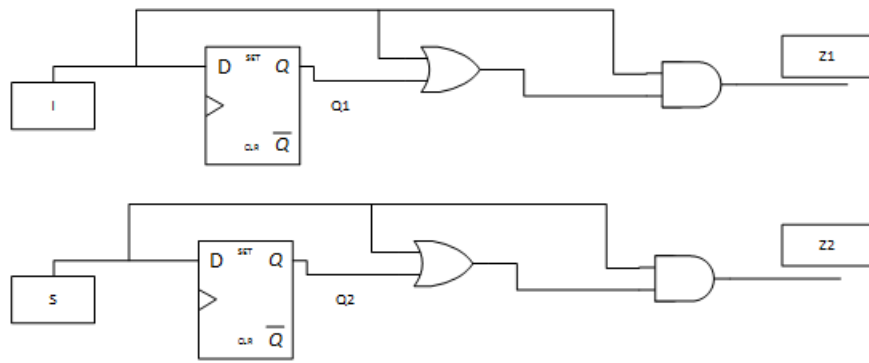 Z1
D SET Q
I
Q1
CLR Q̅
Z2
D SET Q
S
Q2
CLR Q̅